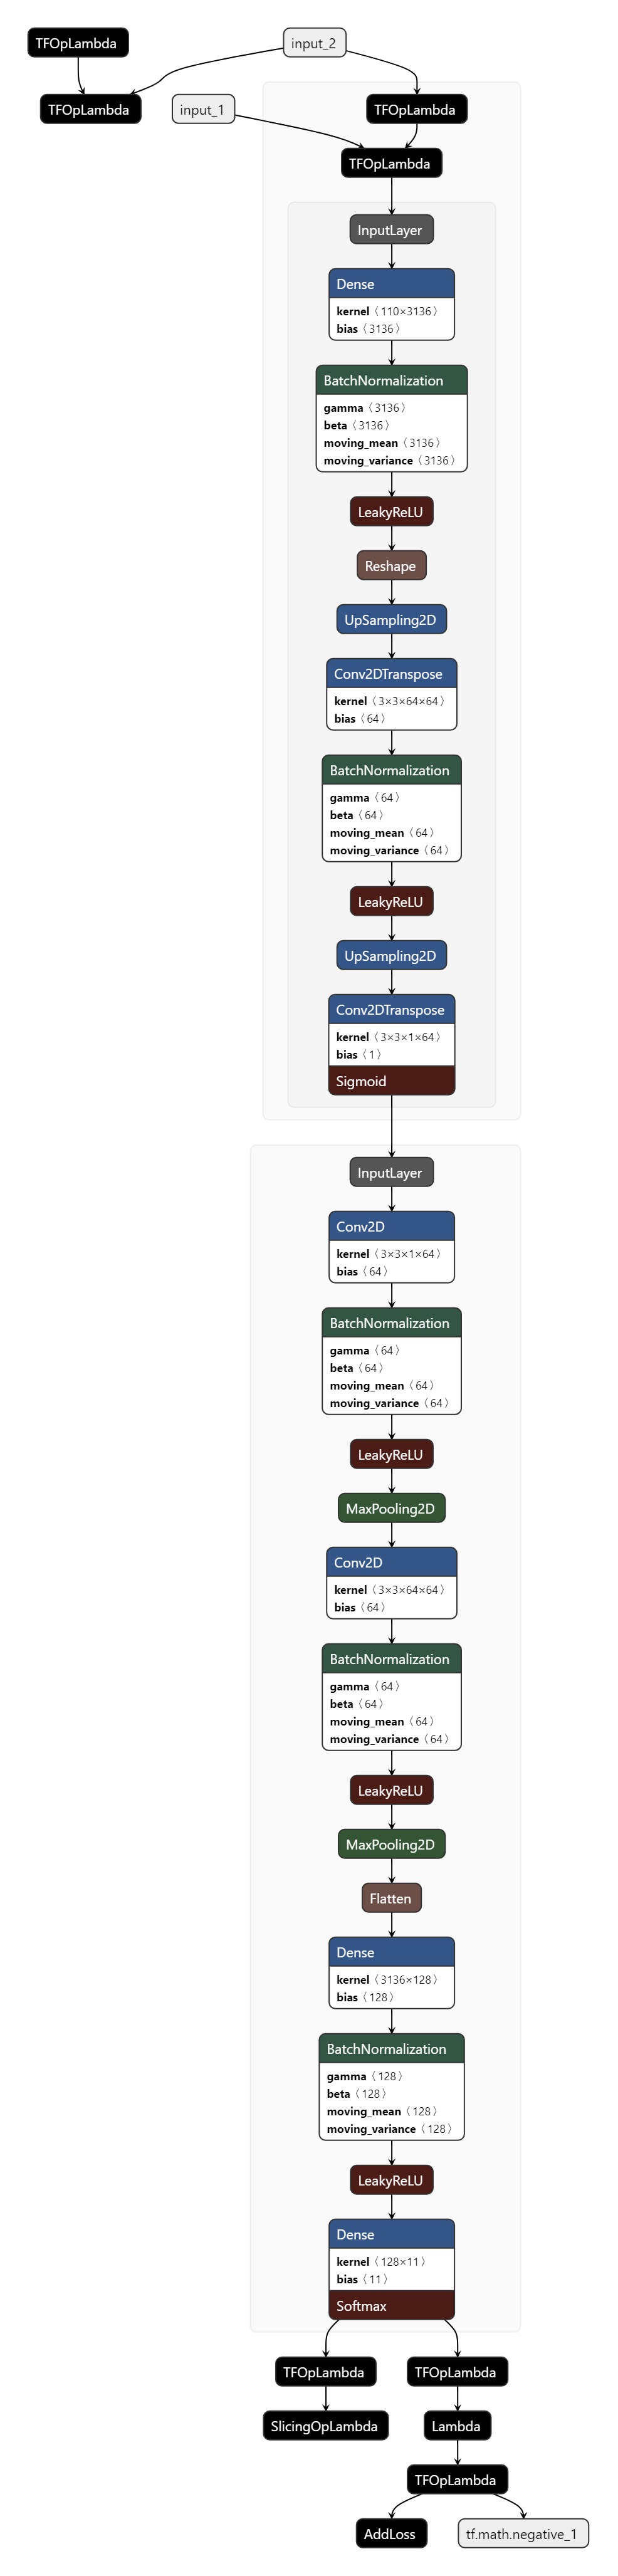 TFOpLambda
input_2
TFOpLambda
input_1
TFOpLambda
TFOpLambda
InputLayer
Dense
kernel 〈110×3136〉
bias 〈3136〉
BatchNormalization
gamma 〈3136〉
beta 〈3136〉
moving_mean 〈3136〉
moving_variance 〈3136〉
LeakyReLU
Reshape
UpSampling2D
Conv2DTranspose
kernel 〈3×3×64×64〉
bias 〈64〉
BatchNormalization
gamma 〈64〉
beta 〈64〉
moving_mean 〈64〉
moving_variance 〈64〉
LeakyReLU
UpSampling2D
Conv2DTranspose
kernel 〈3×3×1×64〉
bias 〈1〉
Sigmoid
InputLayer
Conv2D
kernel 〈3×3×1×64〉
bias 〈64〉
BatchNormalization
gamma 〈64〉
beta 〈64〉
moving_mean 〈64〉
moving_variance 〈64〉
LeakyReLU
MaxPooling2D
Conv2D
kernel 〈3×3×64×64〉
bias 〈64〉
BatchNormalization
gamma 〈64〉
beta 〈64〉
moving_mean 〈64〉
moving_variance 〈64〉
LeakyReLU
MaxPooling2D
Flatten
Dense
kernel 〈3136×128〉
bias 〈128〉
BatchNormalization
gamma 〈128〉
beta 〈128〉
moving_mean 〈128〉
moving_variance 〈128〉
LeakyReLU
Dense
kernel 〈128×11〉
bias 〈11〉
Softmax
TFOpLambda
TFOpLambda
SlicingOpLambda
Lambda
TFOpLambda
AddLoss
tf.math.negative_1